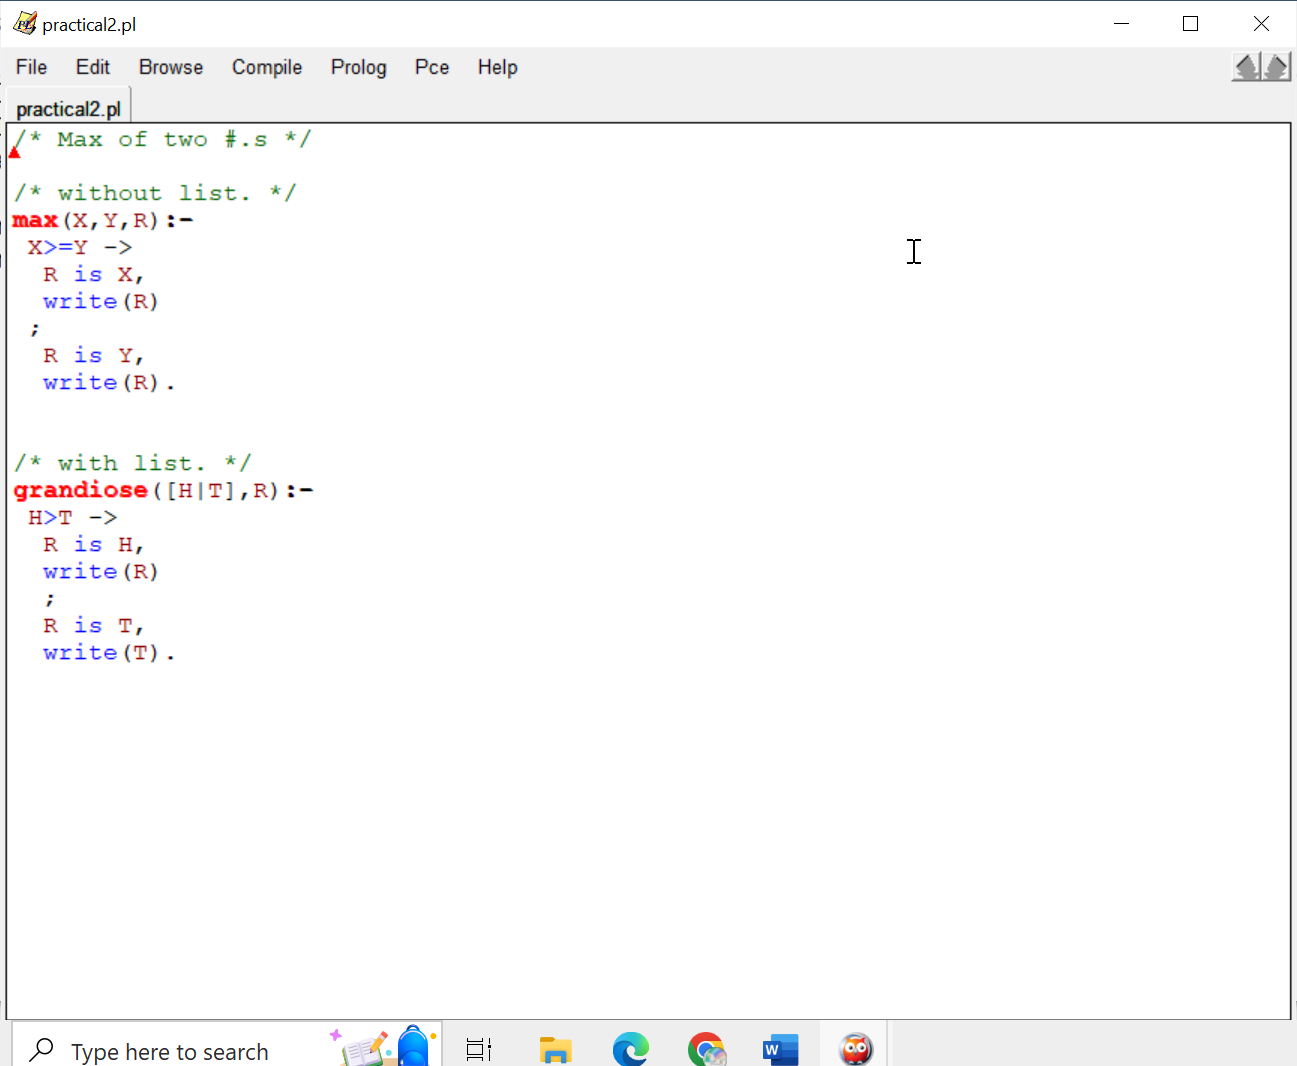 practical2.pl
File Edit Browse Compile Prolog Pce Help
practical2.pl
/* Max of two #.s */
/* without list. */
max(X,Y,R):-
X>=Y ->
R is X,
write(R)
;
R is Y,
write(R).
/* with list. */
grandiose([H|T],R):-
H>T ->
R is H,
write(R)
;
R is T,
write(T).
Type here to search